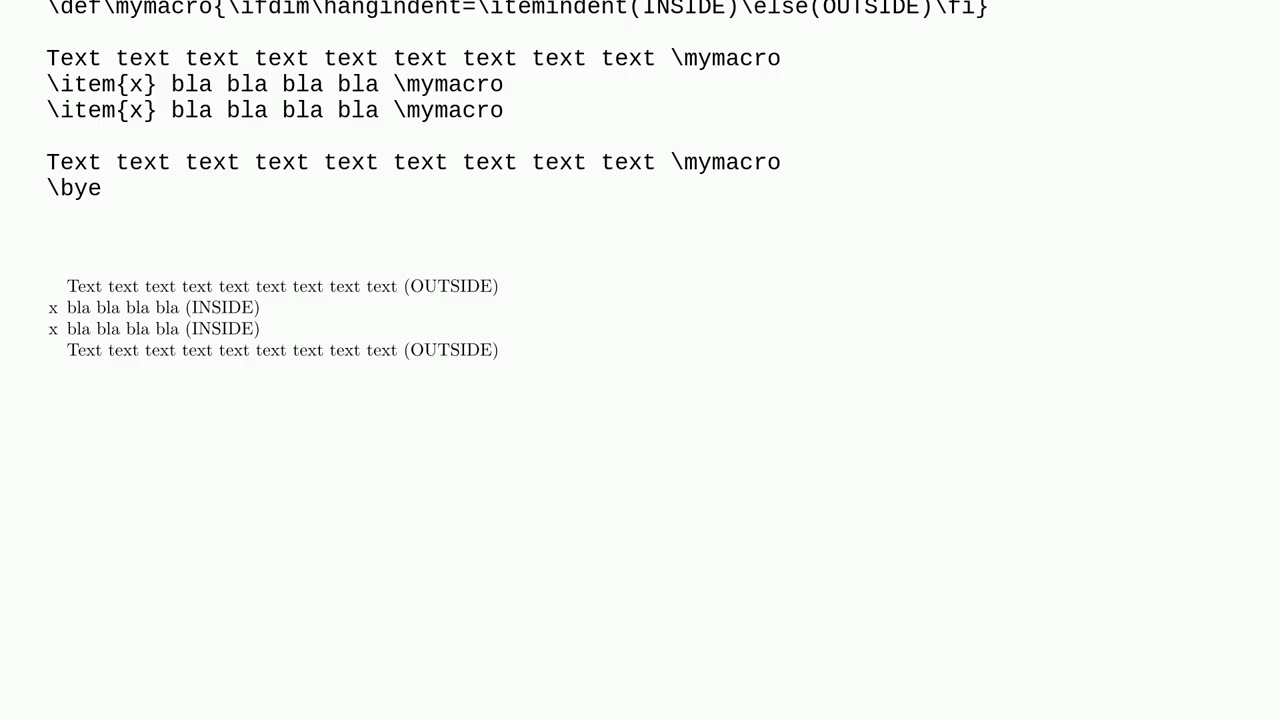 \def\mymacro{\ifdim\hangindent=\itemindent(INSIDE)\else(OUTSIDE)\fi}
Text text text text text text text text text \mymacro
\item{x} bla bla bla bla \mymacro
\item{x} bla bla bla bla \mymacro
Text text text text text text text text text \mymacro
\bye
Text text text text text text text text text (OUTSIDE)
x bla bla bla bla (INSIDE)
x bla bla bla bla (INSIDE)
Text text text text text text text text text (OUTSIDE)